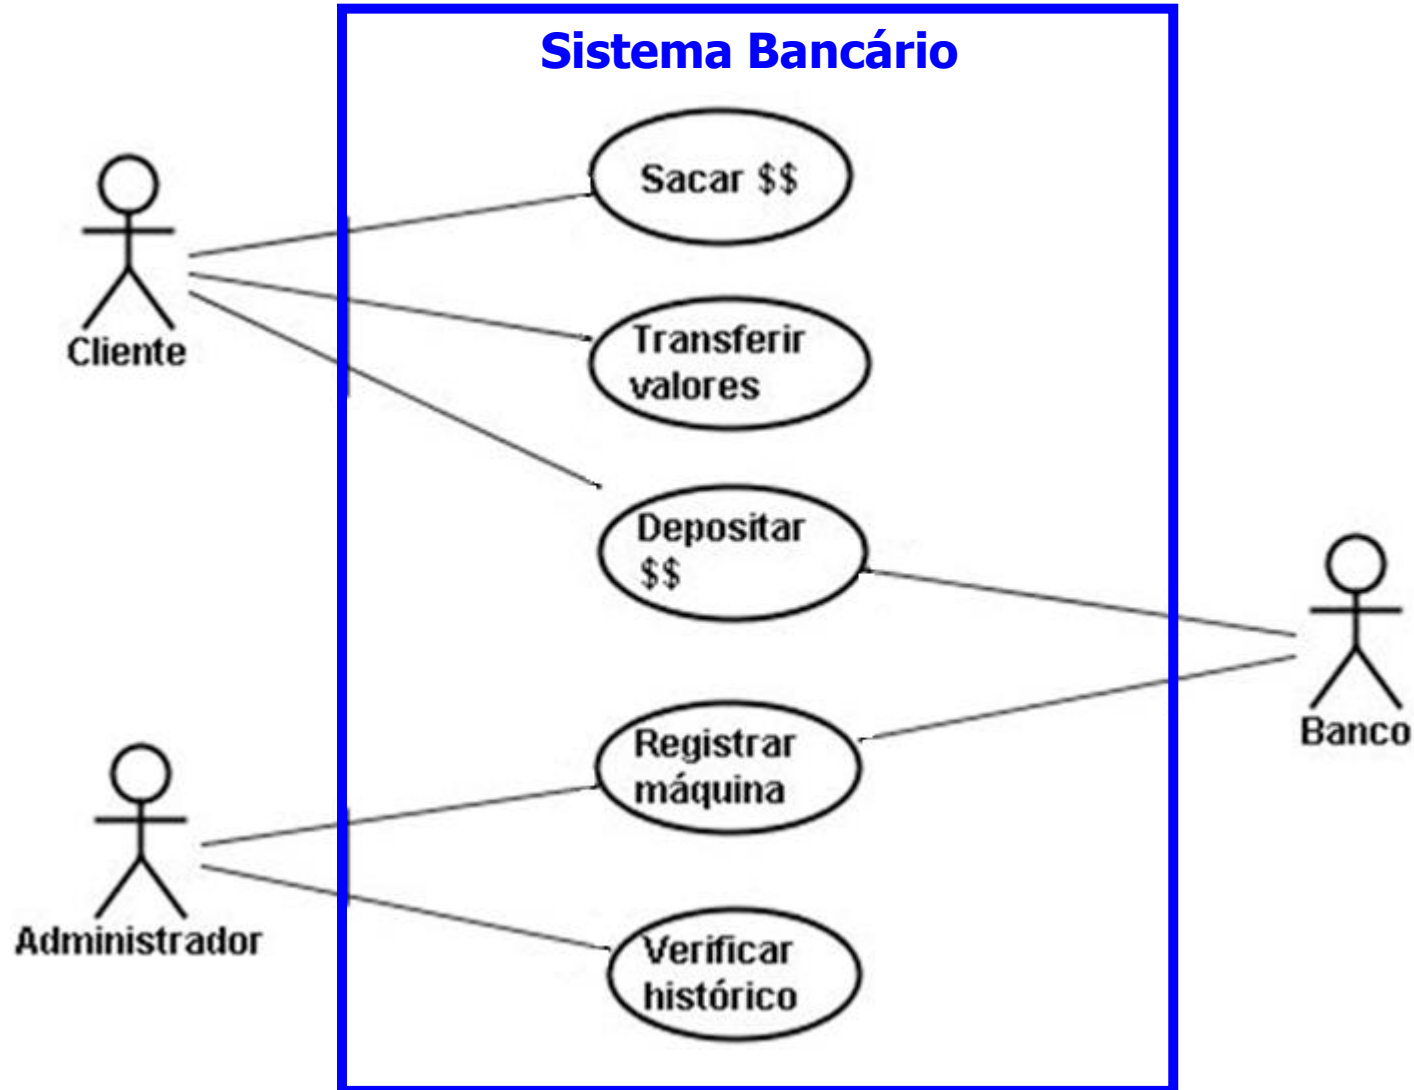 Sistema Bancário
Sacar $$
Cliente
Transferir
valores
Depositar
$$
Banco
Registrar
máquina
Administrador
Verificar
histórico